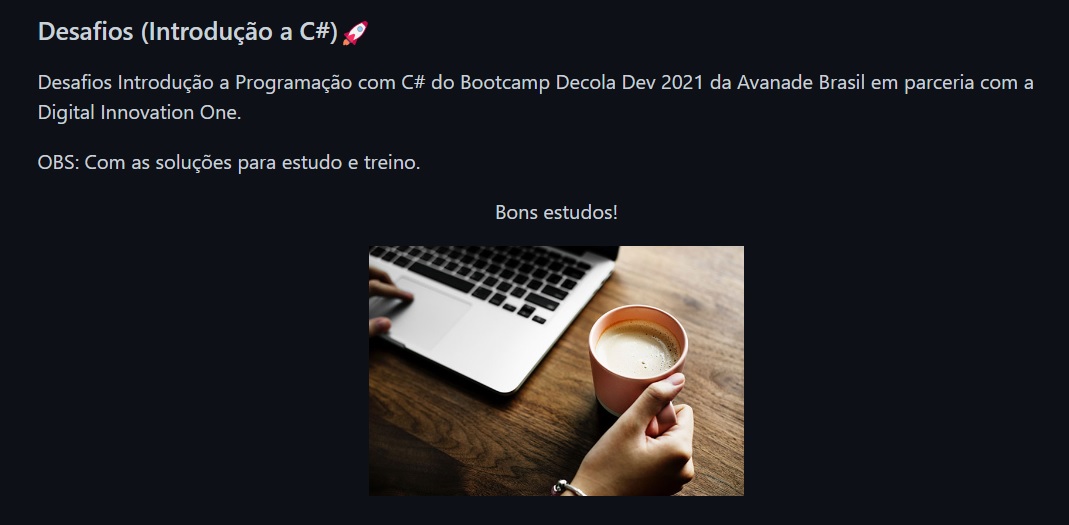 Desafios (Introdução a C#)🚀
Desafios Introdução a Programação com C# do Bootcamp Decola Dev 2021 da Avanade Brasil em parceria com a
Digital Innovation One.
OBS: Com as soluções para estudo e treino.
Bons estudos!